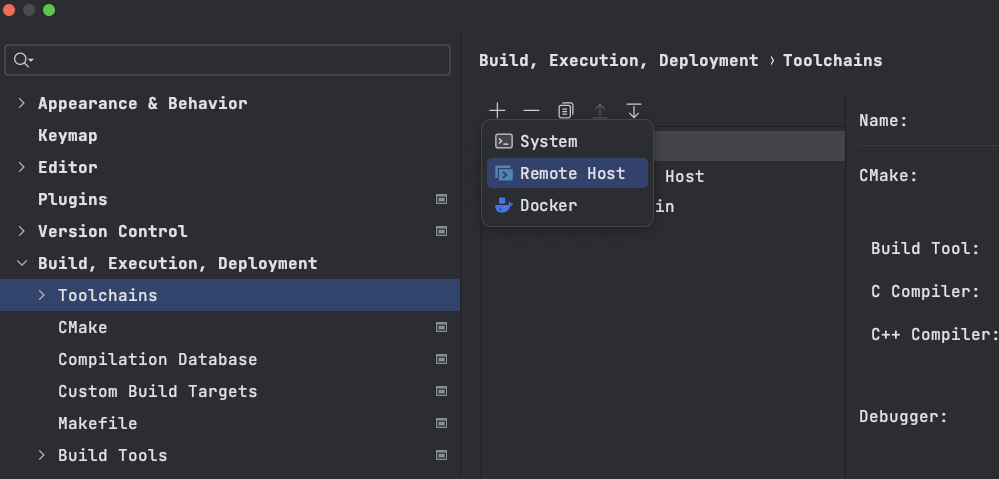 Build, Execution, Deployment › Toolchains
Appearance & Behavior
Keymap
Editor
Plugins
Version Control
Build, Execution, Deployment
Toolchains
CMake
Compilation Database
Custom Build Targets
Makefile
Build Tools
System
Remote Host
Docker
Host
in
Name:
CMake:
Build Tool:
C Compiler:
C++ Compiler:
Debugger: